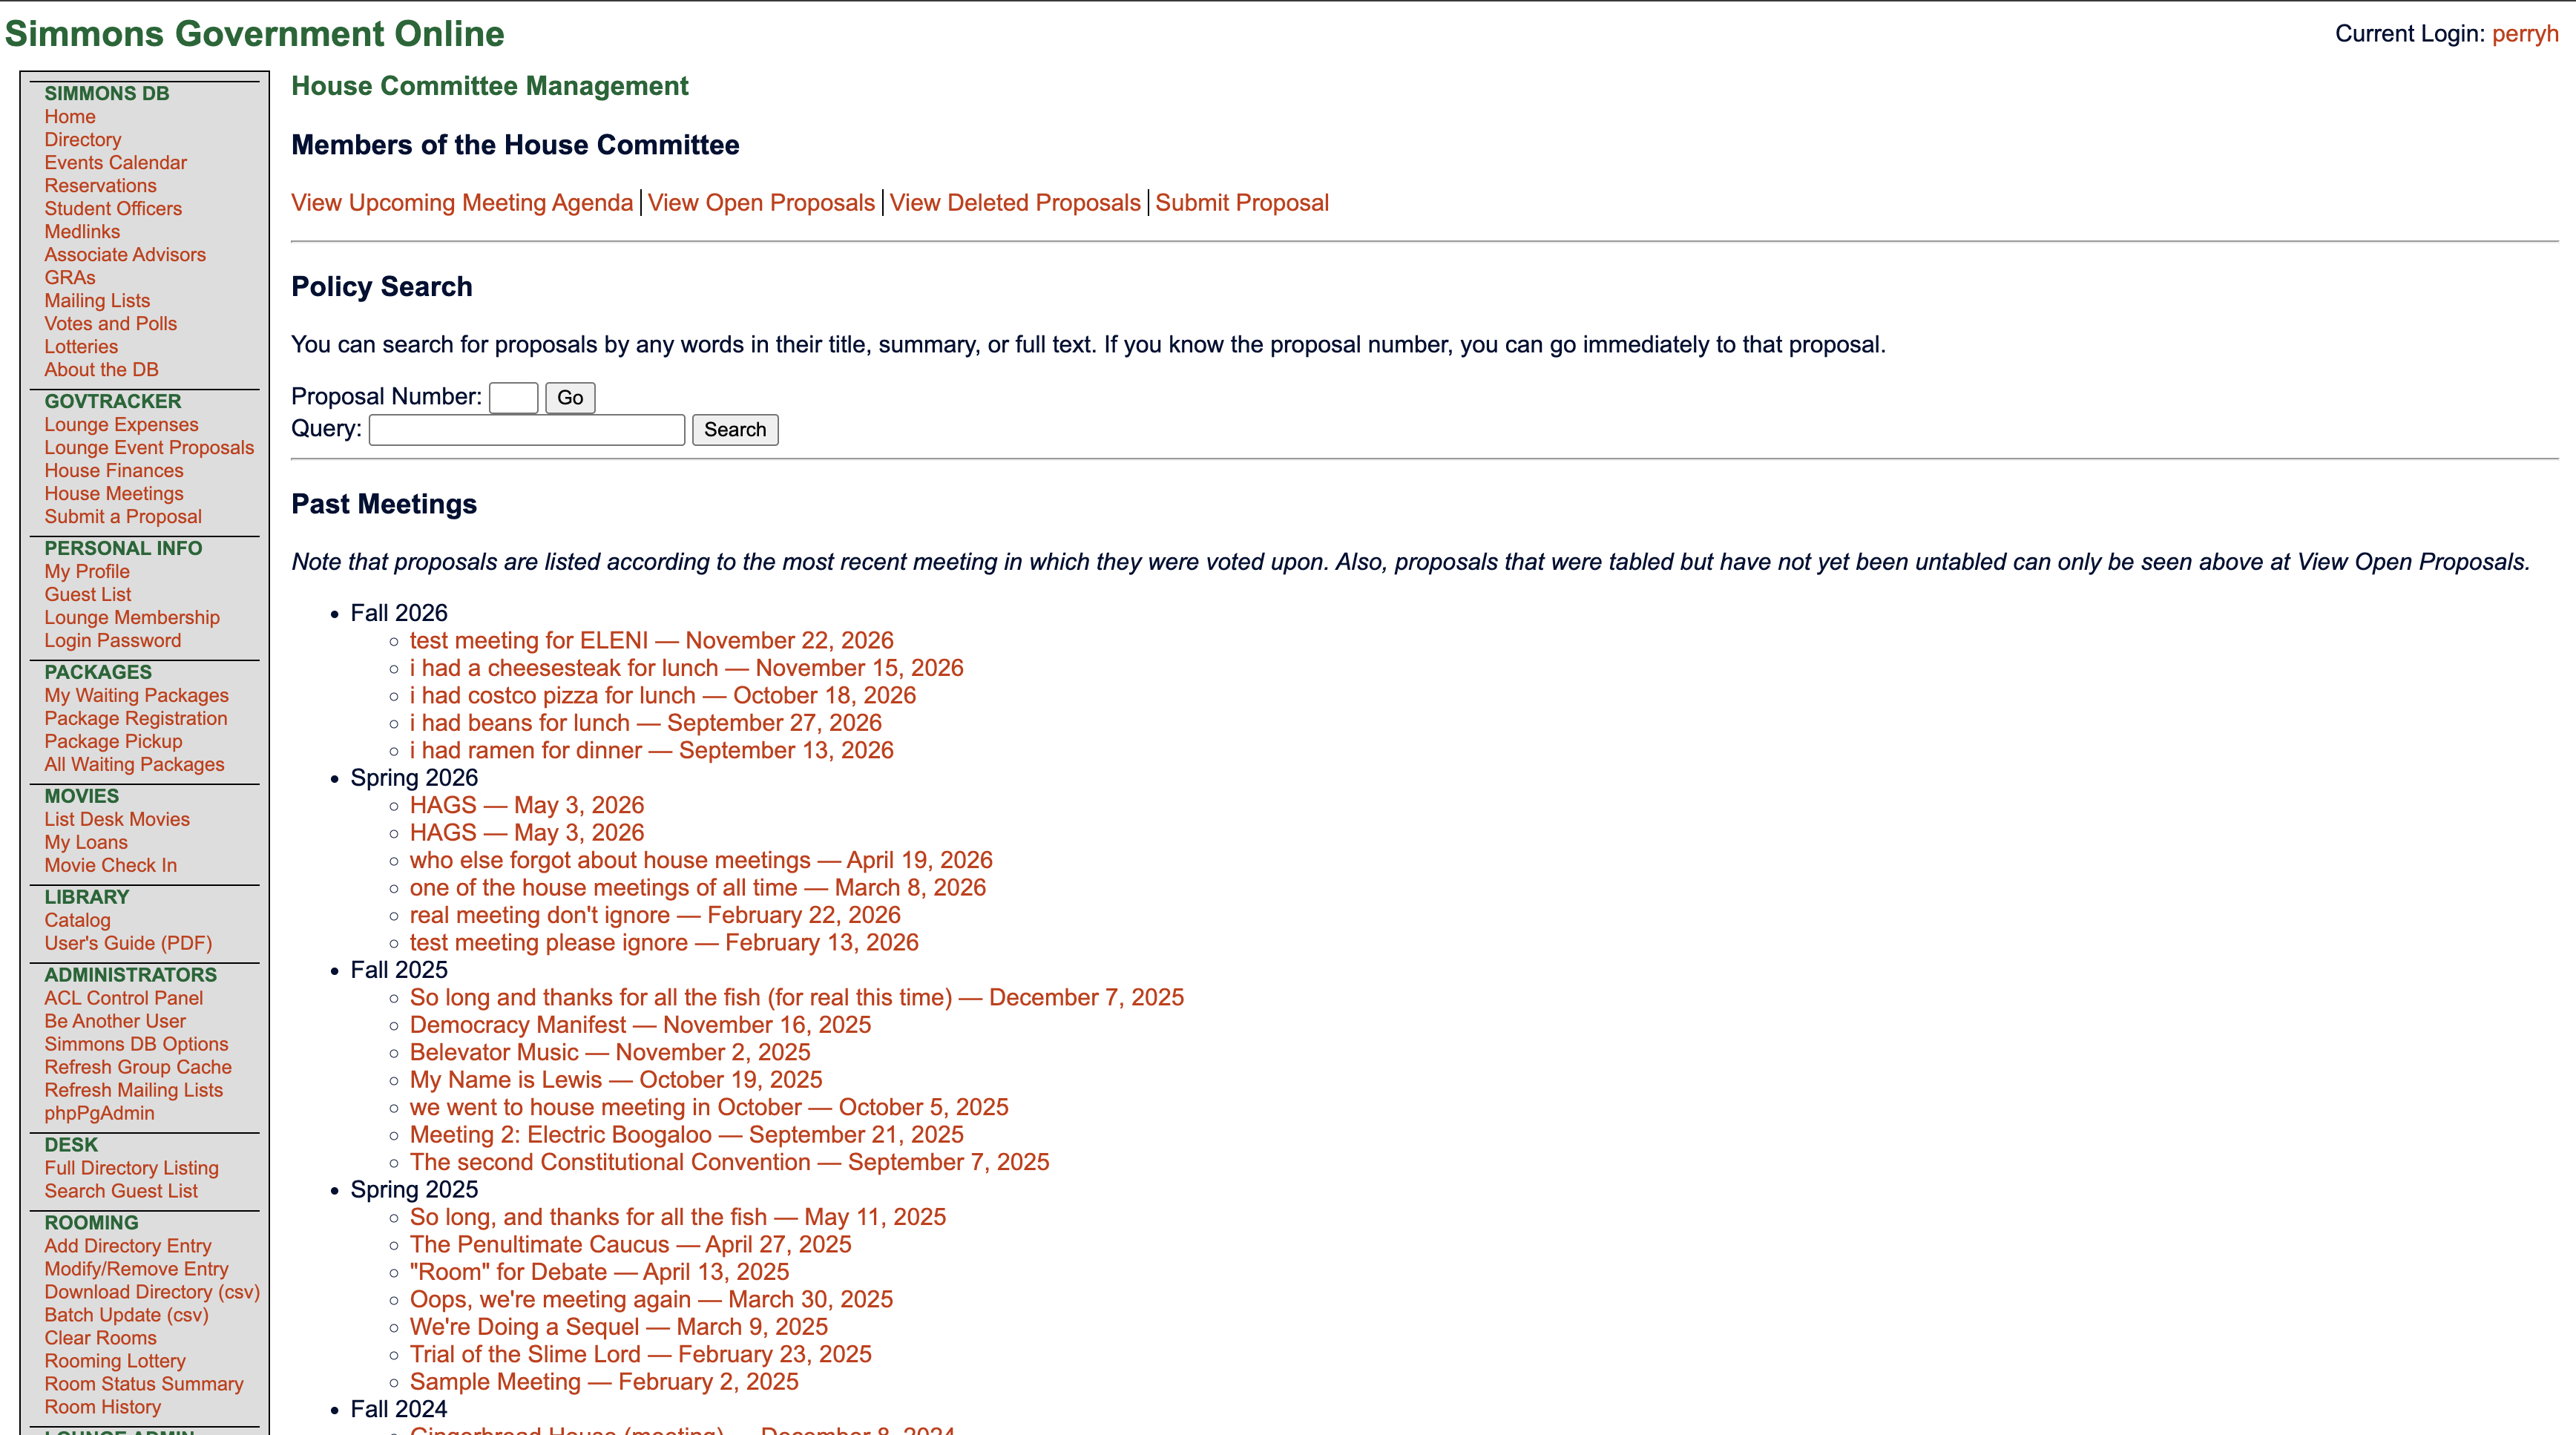 Simmons Government Online
Current Login: perryh
SIMMONS DB
Home
Directory
Events Calendar
Reservations
Student Officers
Medlinks
Associate Advisors
GRAs
Mailing Lists
Votes and Polls
Lotteries
About the DB
GOVTRACKER
Lounge Expenses
Lounge Event Proposals
House Finances
House Meetings
Submit a Proposal
PERSONAL INFO
My Profile
Guest List
Lounge Membership
Login Password
PACKAGES
My Waiting Packages
Package Registration
Package Pickup
All Waiting Packages
MOVIES
List Desk Movies
My Loans
Movie Check In
LIBRARY
Catalog
User's Guide (PDF)
ADMINISTRATORS
ACL Control Panel
Be Another User
Simmons DB Options
Refresh Group Cache
Refresh Mailing Lists
phpPgAdmin
DESK
Full Directory Listing
Search Guest List
ROOMING
Add Directory Entry
Modify/Remove Entry
Download Directory (csv)
Batch Update (csv)
Clear Rooms
Rooming Lottery
Room Status Summary
Room History
LOUNGE ADMIN
House Committee Management
Members of the House Committee
View Upcoming Meeting Agenda | View Open Proposals | View Deleted Proposals | Submit Proposal
Policy Search
You can search for proposals by any words in their title, summary, or full text. If you know the proposal number, you can go immediately to that proposal.
Proposal Number: Go
Query: Search
Past Meetings
Note that proposals are listed according to the most recent meeting in which they were voted upon. Also, proposals that were tabled but have not yet been untabled can only be seen above at View Open Proposals.
Fall 2026
test meeting for ELENI — November 22, 2026
i had a cheesesteak for lunch — November 15, 2026
i had costco pizza for lunch — October 18, 2026
i had beans for lunch — September 27, 2026
i had ramen for dinner — September 13, 2026
Spring 2026
HAGS — May 3, 2026
HAGS — May 3, 2026
who else forgot about house meetings — April 19, 2026
one of the house meetings of all time — March 8, 2026
real meeting don't ignore — February 22, 2026
test meeting please ignore — February 13, 2026
Fall 2025
So long and thanks for all the fish (for real this time) — December 7, 2025
Democracy Manifest — November 16, 2025
Belevator Music — November 2, 2025
My Name is Lewis — October 19, 2025
we went to house meeting in October — October 5, 2025
Meeting 2: Electric Boogaloo — September 21, 2025
The second Constitutional Convention — September 7, 2025
Spring 2025
So long, and thanks for all the fish — May 11, 2025
The Penultimate Caucus — April 27, 2025
"Room" for Debate — April 13, 2025
Oops, we're meeting again — March 30, 2025
We're Doing a Sequel — March 9, 2025
Trial of the Slime Lord — February 23, 2025
Sample Meeting — February 2, 2025
Fall 2024
Gingerbread House (meeting) — December 8, 2024